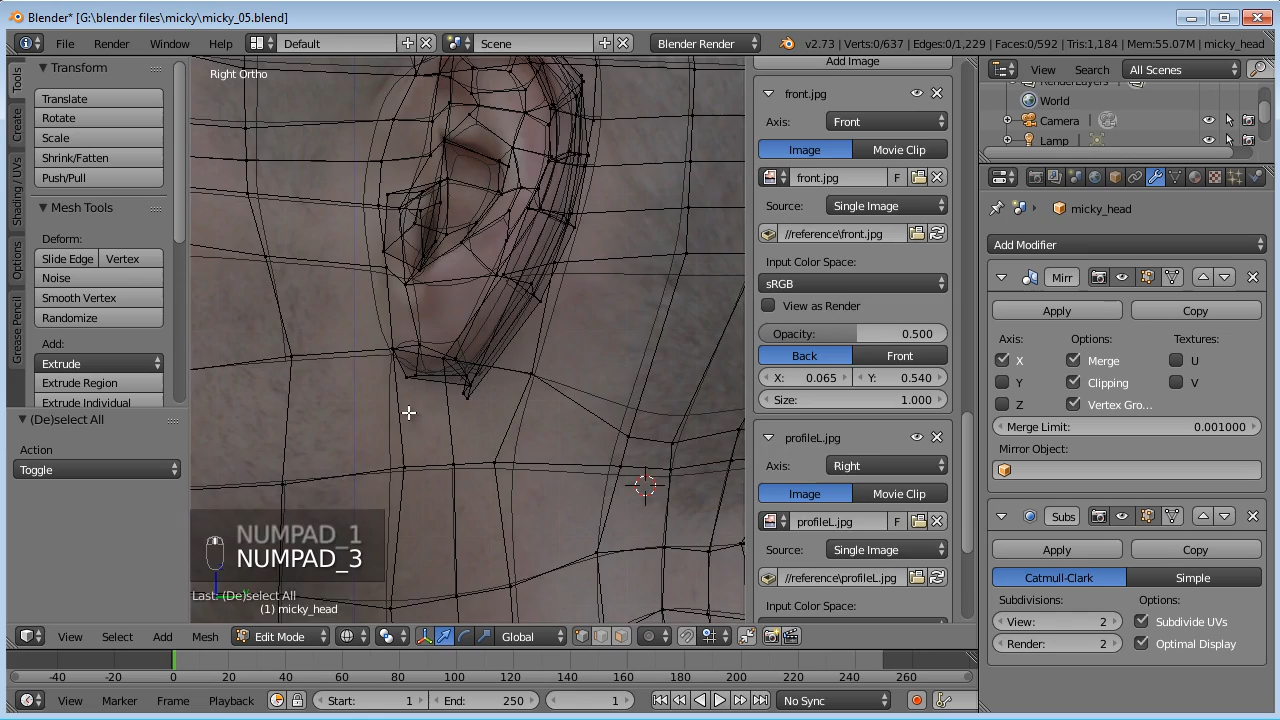 Blender* [G:\blender files\micky\micky_05.blend]
File Render Window Help Default Scene Blender Render v2.73 | Verts:0/637 | Edges:0/1,229 | Faces:0/592 | Tris:1,184 | Mem:55.07M | micky_head
Tools
Create
Shading / UVs
Options
Grease Pencil
Transform
Translate
Rotate
Scale
Shrink/Fatten
Push/Pull
Mesh Tools
Deform:
Slide Edge Vertex
Noise
Smooth Vertex
Randomize
Add:
Extrude
Extrude Region
Extrude Individual
(De)select All
Action
Toggle
Right Ortho
NUMPAD_1
NUMPAD_3
Last: (De)select All
(1) micky_head
Add Image
front.jpg
Axis: Front
Image Movie Clip
front.jpg F
Source: Single Image
//reference\front.jpg
Input Color Space:
sRGB
View as Render
Opacity: 0.500
Back Front
X: 0.065 Y: 0.540
Size: 1.000
profileL.jpg
Axis: Right
Image Movie Clip
profileL.jpg F
Source: Single Image
//reference\profileL.jpg
Input Color Space:
View Search All Scenes
RenderLayers
World
Camera
Lamp
micky_head
Add Modifier
Mirr
Apply Copy
Axis: Options: Textures:
X Merge U
Y Clipping V
Z Vertex Gro...
Merge Limit: 0.001000
Mirror Object:
Subs
Apply Copy
Catmull-Clark Simple
Subdivisions: Options:
View: 2 Subdivide UVs
Render: 2 Optimal Display
View Select Add Mesh Edit Mode Global
-40 -20 0 20 40 60 80 100 120 140 160 180 200 220 240 260
View Marker Frame Playback Start: 1 End: 250 1 No Sync